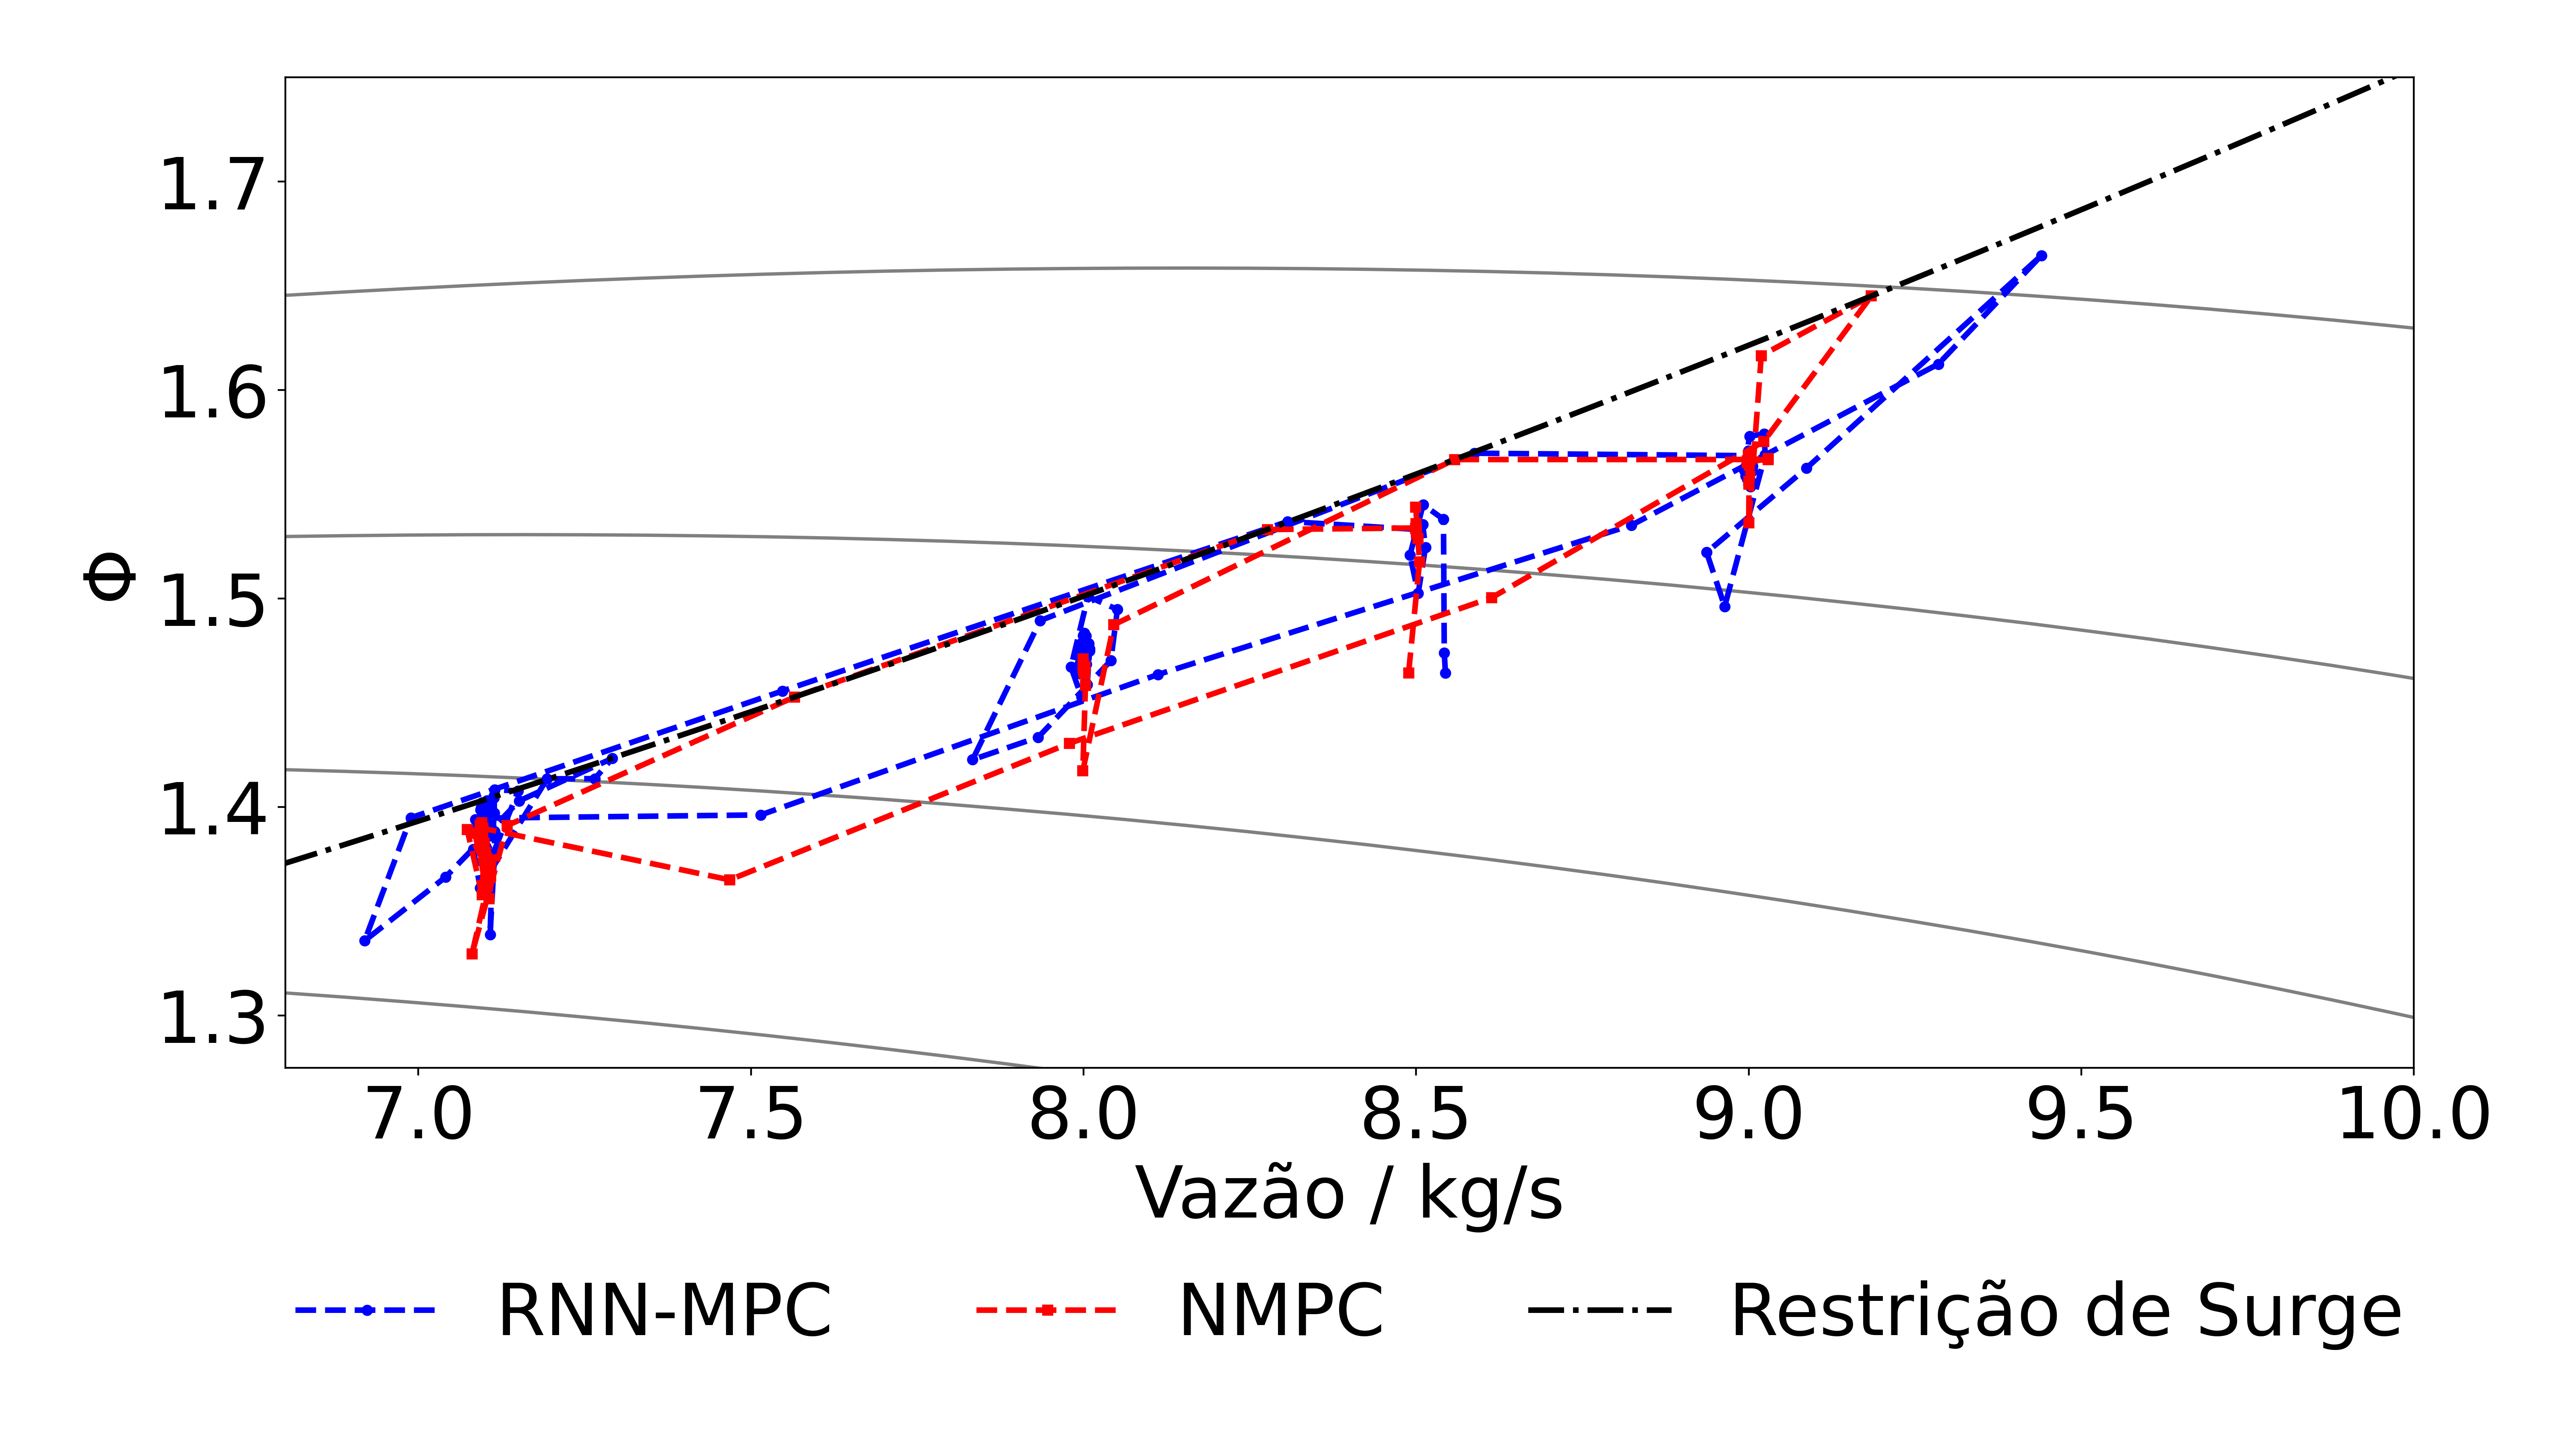 1.7
1.6
1.5
1.4
1.3
Φ
7.0 7.5 8.0 8.5 9.0 9.5 10.0
Vazão / kg/s
RNN-MPC NMPC Restrição de Surge